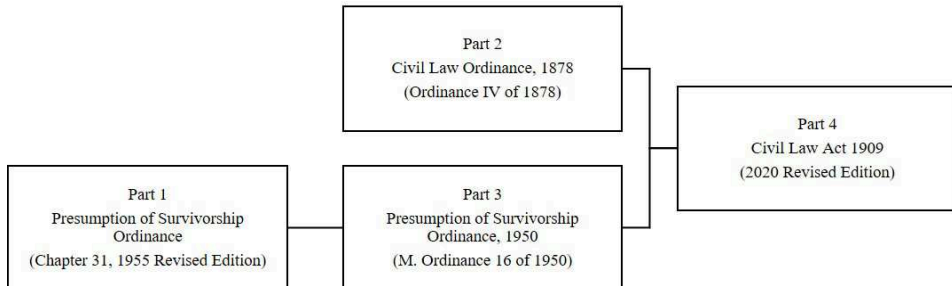 Part 2
Civil Law Ordinance, 1878
(Ordinance IV of 1878)
Part 4
Civil Law Act 1909
(2020 Revised Edition)
Part 1
Presumption of Survivorship
Ordinance
(Chapter 31, 1955 Revised Edition)
Part 3
Presumption of Survivorship
Ordinance, 1950
(M. Ordinance 16 of 1950)